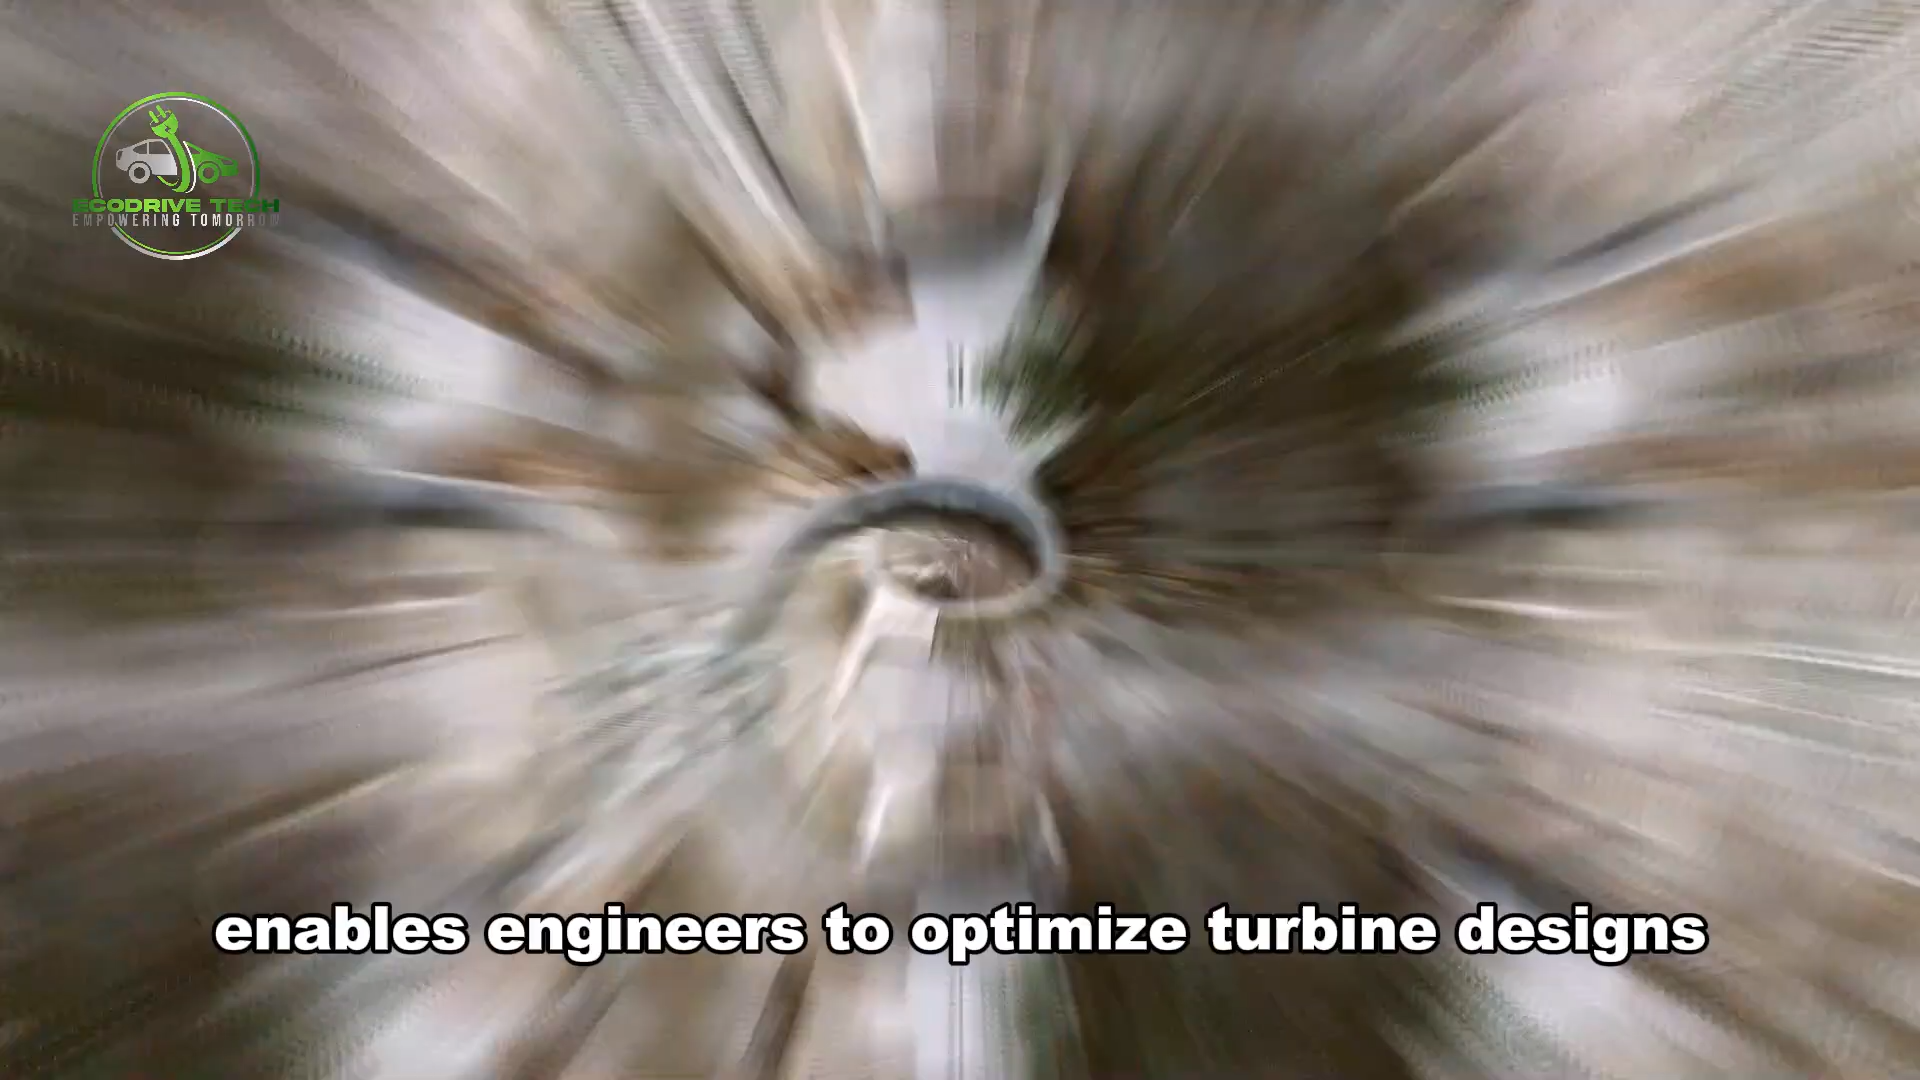 ECODRIVE TECH
EMPOWERING TOMORROW
enables engineers to optimize turbine designs